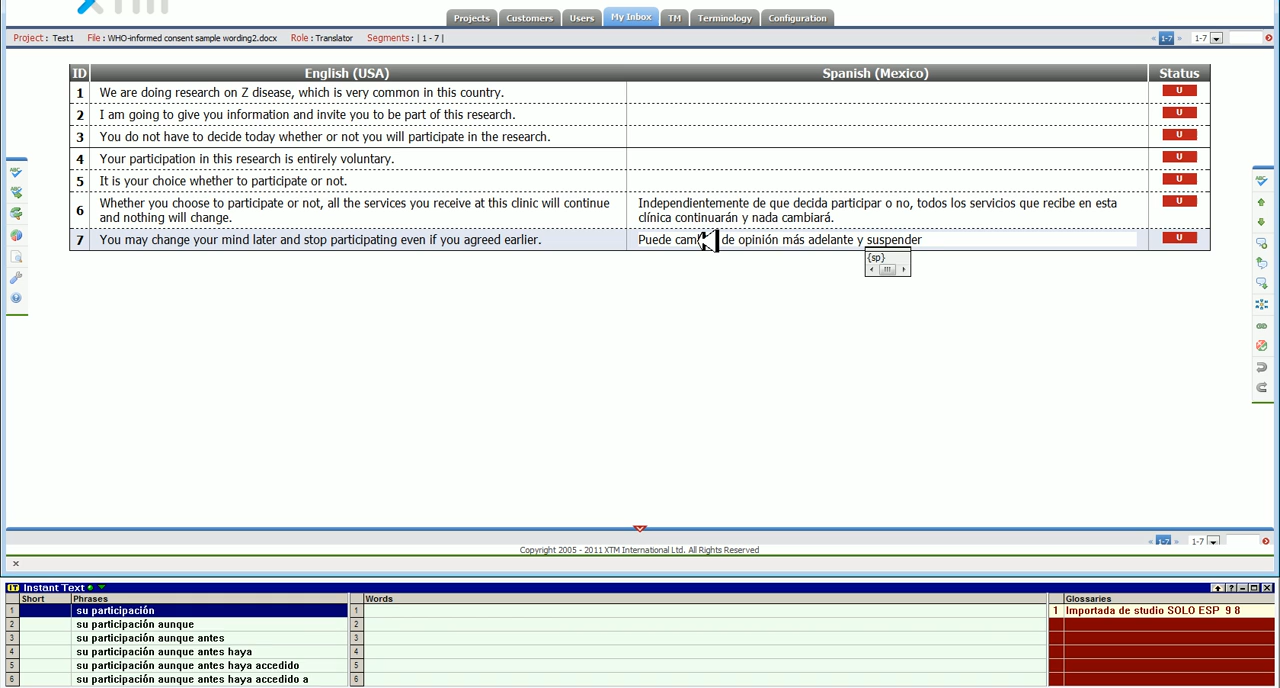 XTM
Projects Customers Users My Inbox TM Terminology Configuration
Project : Test1 File : WHO-informed consent sample wording2.docx Role : Translator Segments : | 1 - 7 |
« 1-7 » 1-7
ID English (USA) Spanish (Mexico) Status
1 We are doing research on Z disease, which is very common in this country. U
2 I am going to give you information and invite you to be part of this research. U
3 You do not have to decide today whether or not you will participate in the research. U
4 Your participation in this research is entirely voluntary. U
5 It is your choice whether to participate or not. U
6 Whether you choose to participate or not, all the services you receive at this clinic will continue
and nothing will change.
Independientemente de que decida participar o no, todos los servicios que recibe en esta
clínica continuarán y nada cambiará.
U
7 You may change your mind later and stop participating even if you agreed earlier. Puede de opinión más adelante y suspender U
{sp}
« 1-7 » 1-7
Copyright 2005 - 2011 XTM International Ltd. All Rights Reserved
IT Instant Text
Short Phrases Words Glossaries
1 su participación 1 1 Importada de studio SOLO ESP 9 8
2 su participación aunque 2
3 su participación aunque antes 3
4 su participación aunque antes haya 4
5 su participación aunque antes haya accedido 5
6 su participación aunque antes haya accedido a 6